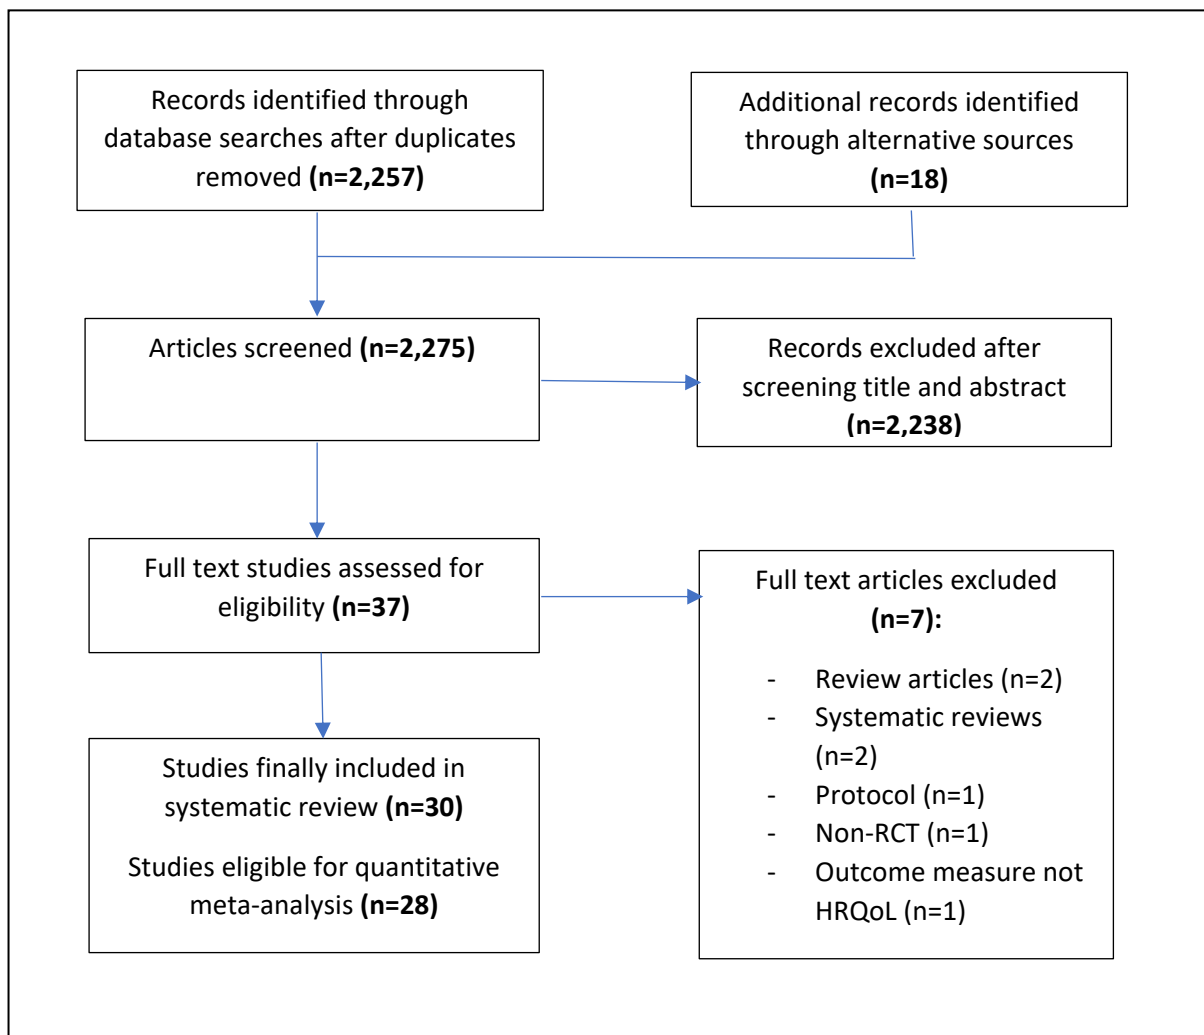 Records identified through
database searches after duplicates
removed (n=2,257)
Additional records identified
through alternative sources
(n=18)
Articles screened (n=2,275)
Records excluded after
screening title and abstract
(n=2,238)
Full text studies assessed for
eligibility (n=37)
Full text articles excluded
(n=7):
- Review articles (n=2)
- Systematic reviews
(n=2)
- Protocol (n=1)
- Non-RCT (n=1)
- Outcome measure not
HRQoL (n=1)
Studies finally included in
systematic review (n=30)
Studies eligible for quantitative
meta-analysis (n=28)